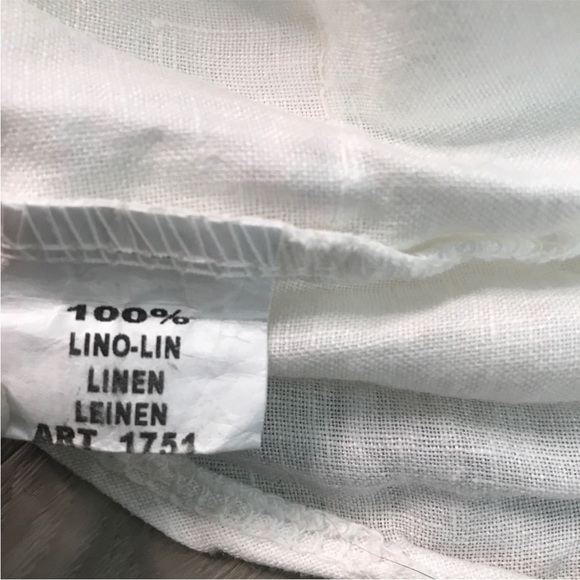 100%
LINO-LIN
LINEN
LEINEN
ART. 1751